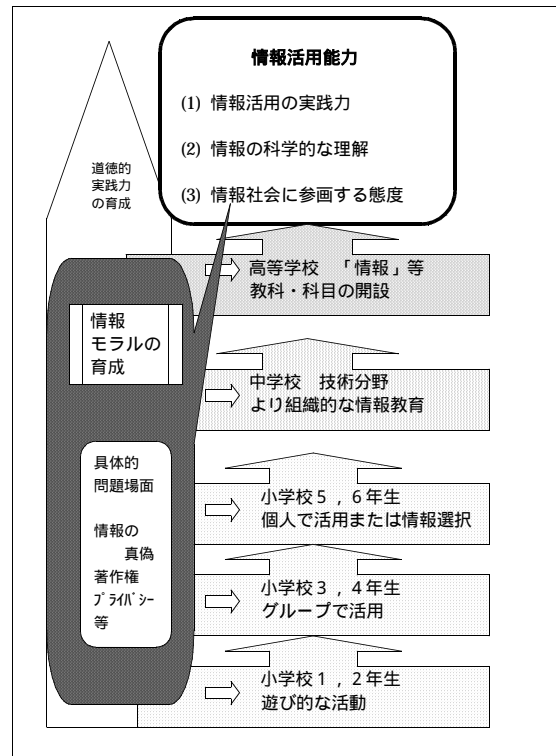 情報活用能力
(1) 情報活用の実践力
(2) 情報の科学的な理解
(3) 情報社会に参画する態度
道徳的
実践力
の育成
高等学校 「情報」等
教科・科目の開設
情報
モラルの
育成
中学校 技術分野
より組織的な情報教育
具体的
問題場面
情報の
真偽
著作権
ﾌﾟﾗｲﾊﾞｼｰ
等
小学校５，６年生
個人で活用または情報選択
小学校３，４年生
グループで活用
小学校１，２年生
遊び的な活動